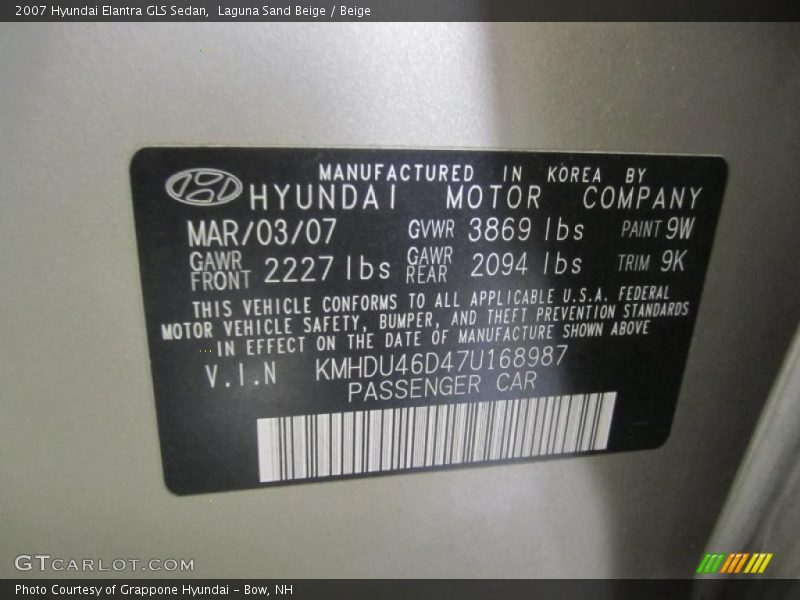 2007 Hyundai Elantra GLS Sedan,  Laguna Sand Beige / Beige
MANUFACTURED IN KOREA BY
HYUNDAI MOTOR COMPANY
MAR/03/07 GVWR 3869 lbs PAINT 9W
GAWR FRONT 2227 lbs GAWR REAR 2094 lbs TRIM 9K
THIS VEHICLE CONFORMS TO ALL APPLICABLE U.S.A. FEDERAL
MOTOR VEHICLE SAFETY, BUMPER, AND THEFT PREVENTION STANDARDS
IN EFFECT ON THE DATE OF MANUFACTURE SHOWN ABOVE
V.I.N KMHDU46D47U168987
PASSENGER CAR
GTCARLOT.COM
Photo Courtesy of Grappone Hyundai - Bow, NH